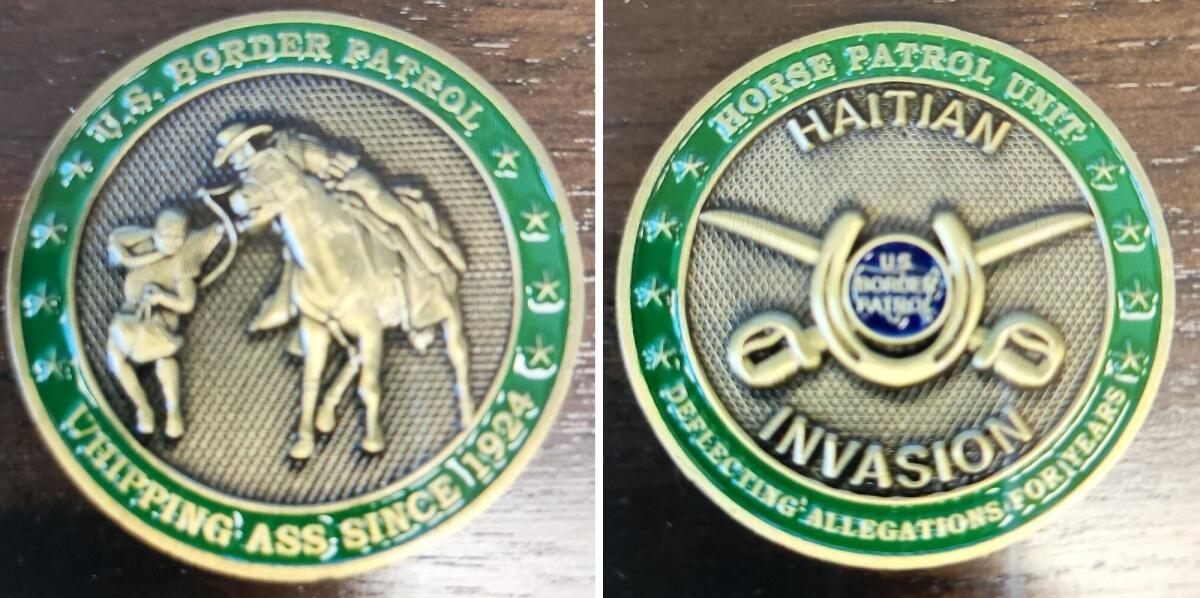 U.S. BORDER PATROL
WHIPPING ASS SINCE 1924
HORSE PATROL UNIT
HAITIAN
U.S.
BORDER
PATROL
INVASION
DEFLECTING ALLEGATIONS FOR YEARS